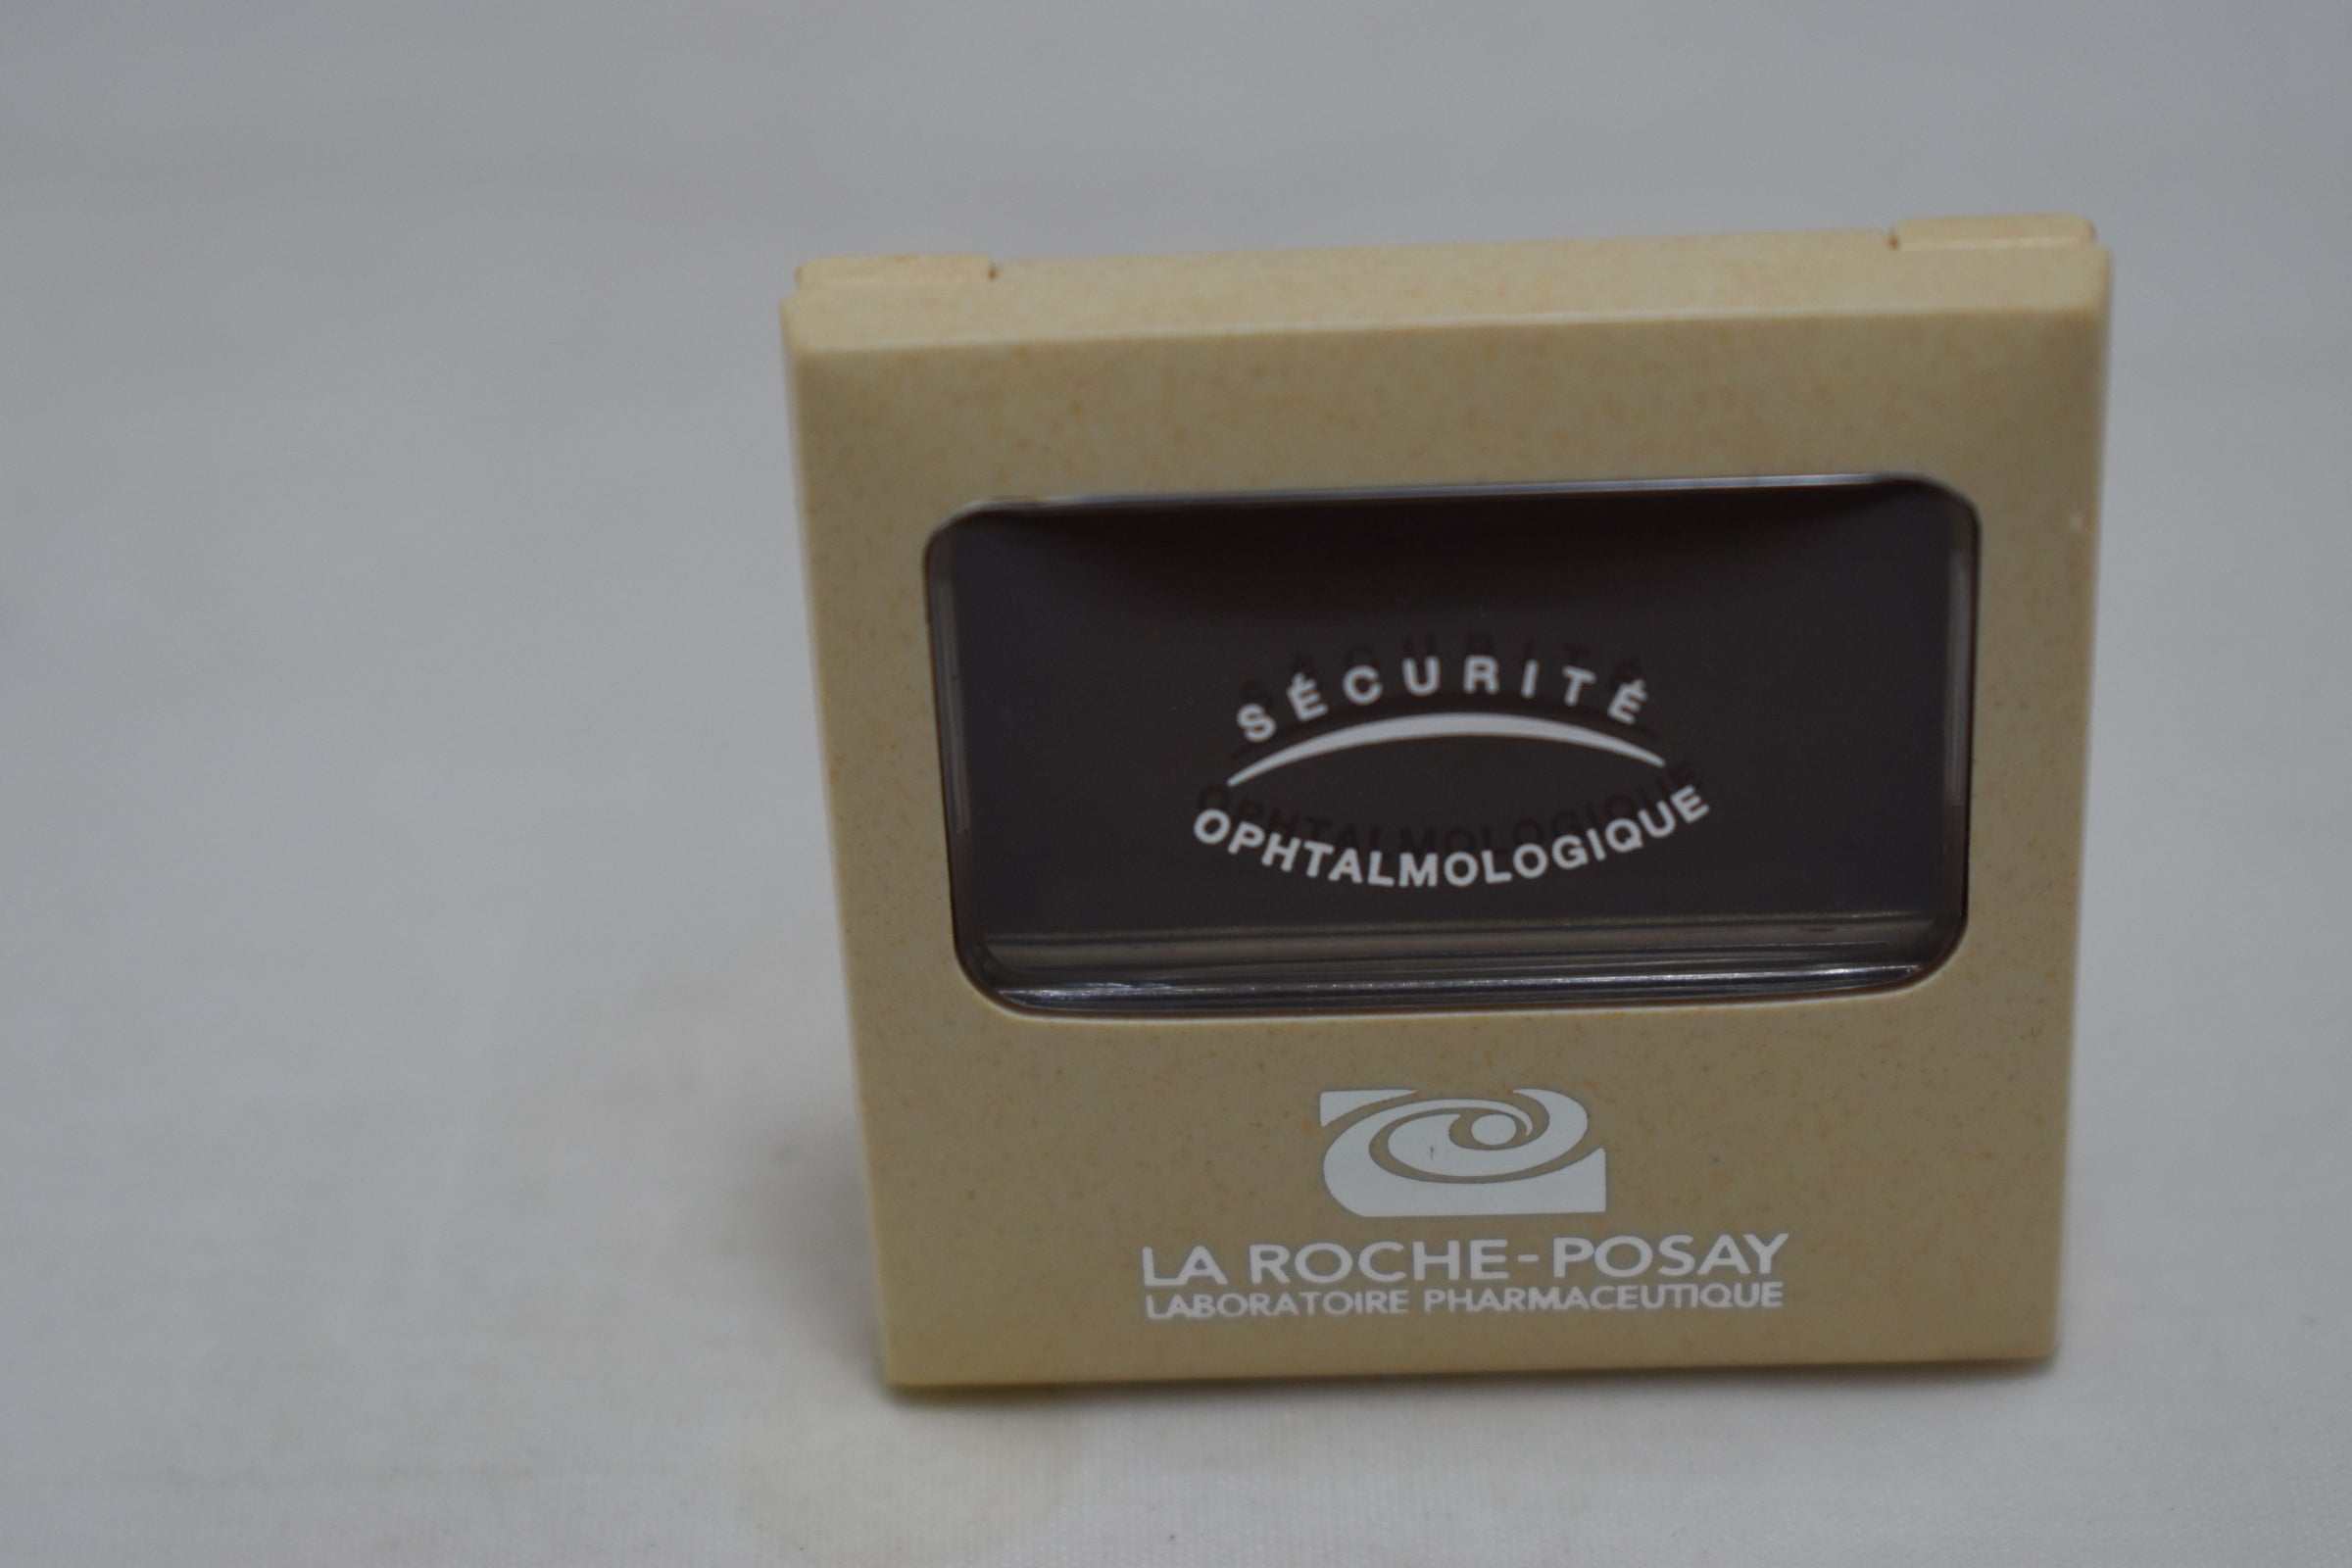 SÉCURITÉ
OPHTALMOLOGIQUE
LA ROCHE-POSAY
LABORATOIRE PHARMACEUTIQUE